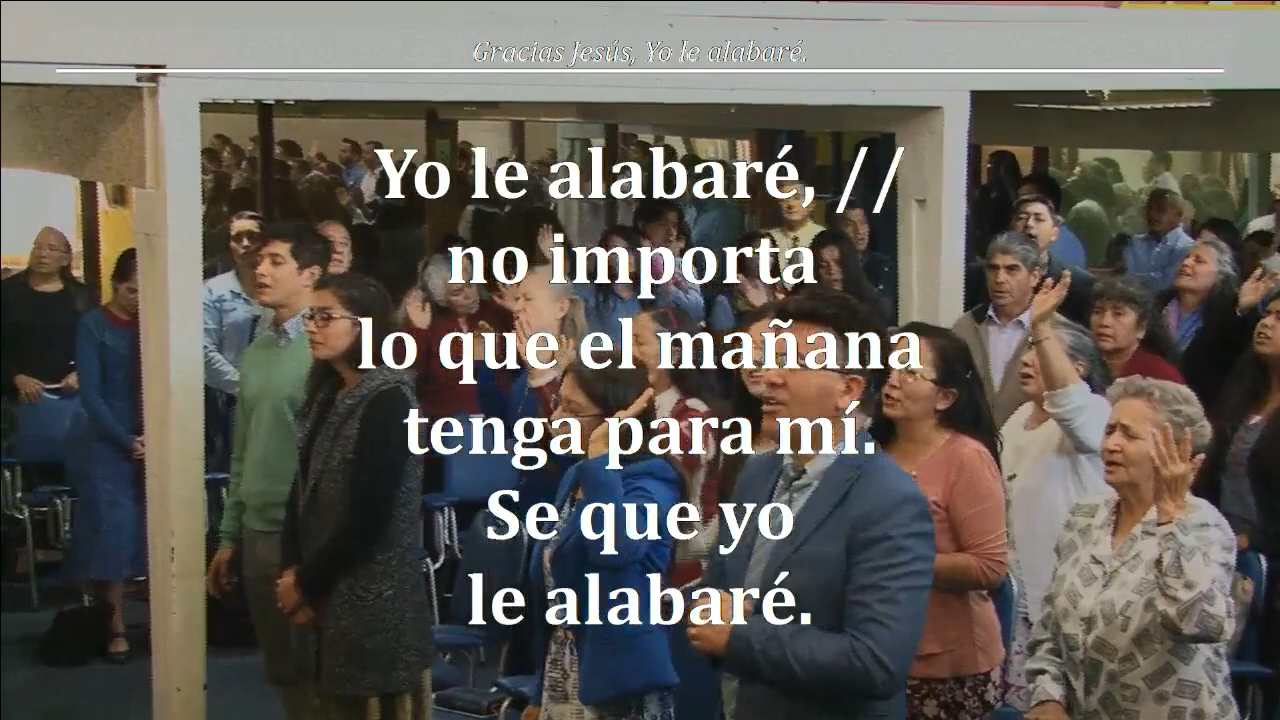 Gracias Jesús, Yo le alabaré.
Yo le alabaré, //
no importa
lo que el mañana
tenga para mí.
Se que yo
le alabaré.